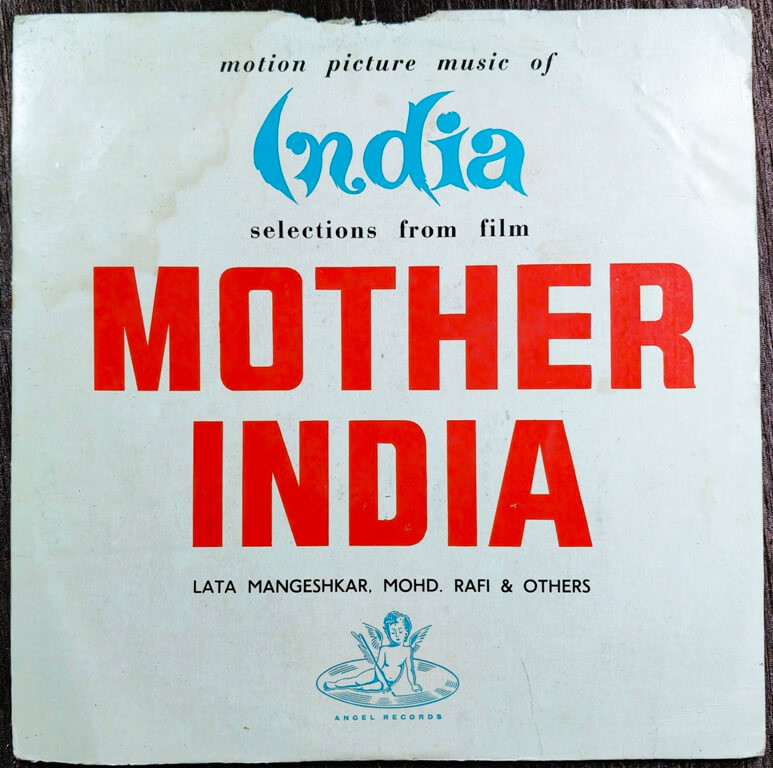 motion picture music of
India
selections from film
MOTHER
INDIA
LATA MANGESHKAR, MOHD. RAFI & OTHERS
ANGEL RECORDS